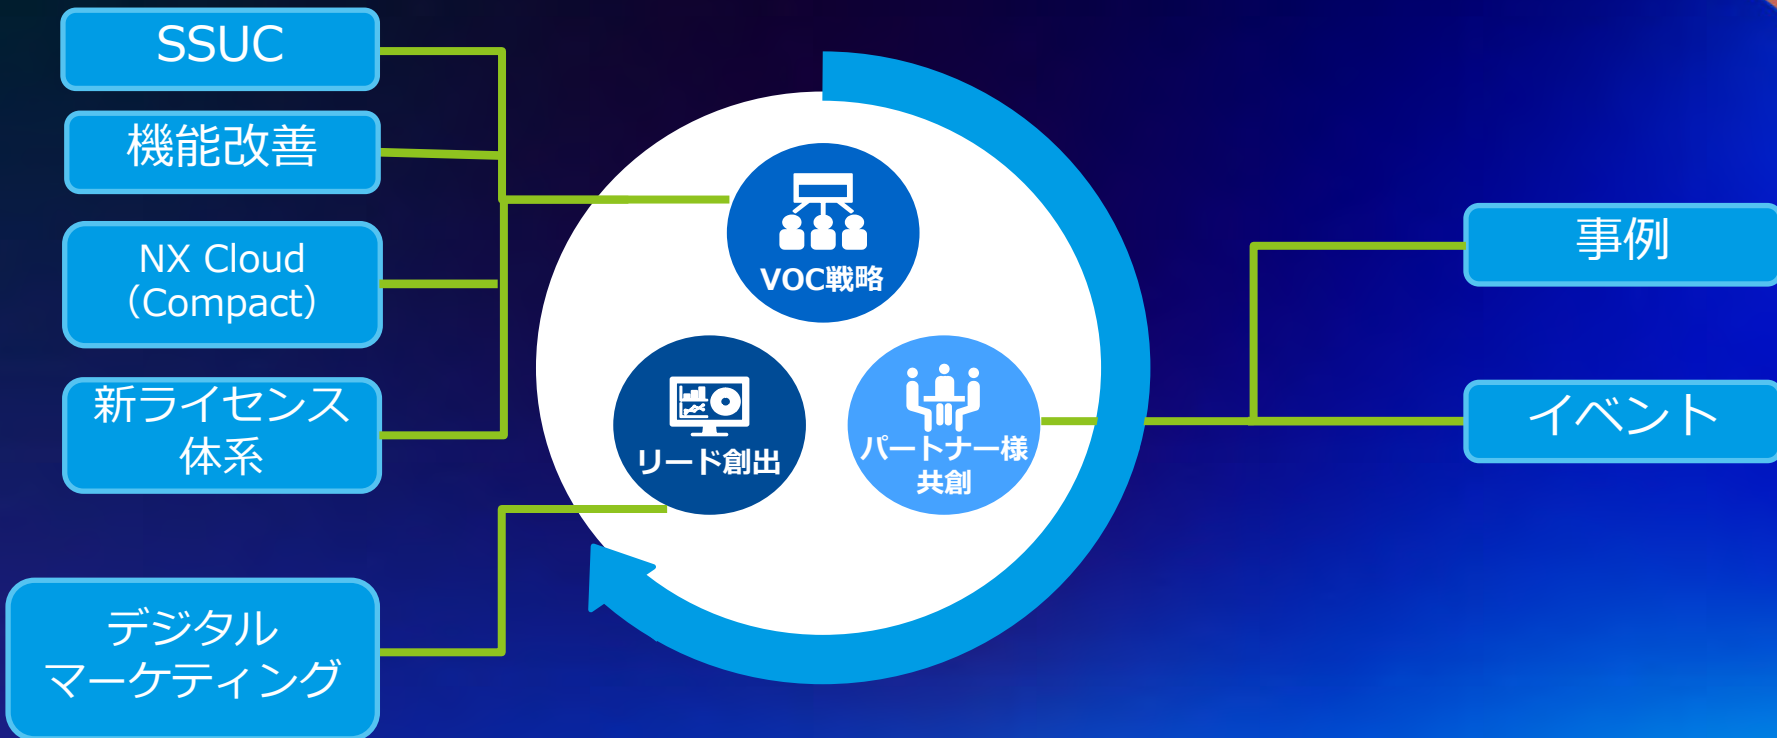 SSUC
機能改善
NX Cloud
（Compact）
新ライセンス
体系
デジタル
マーケティング
VOC戦略
リード創出
パートナー様
共創
事例
イベント